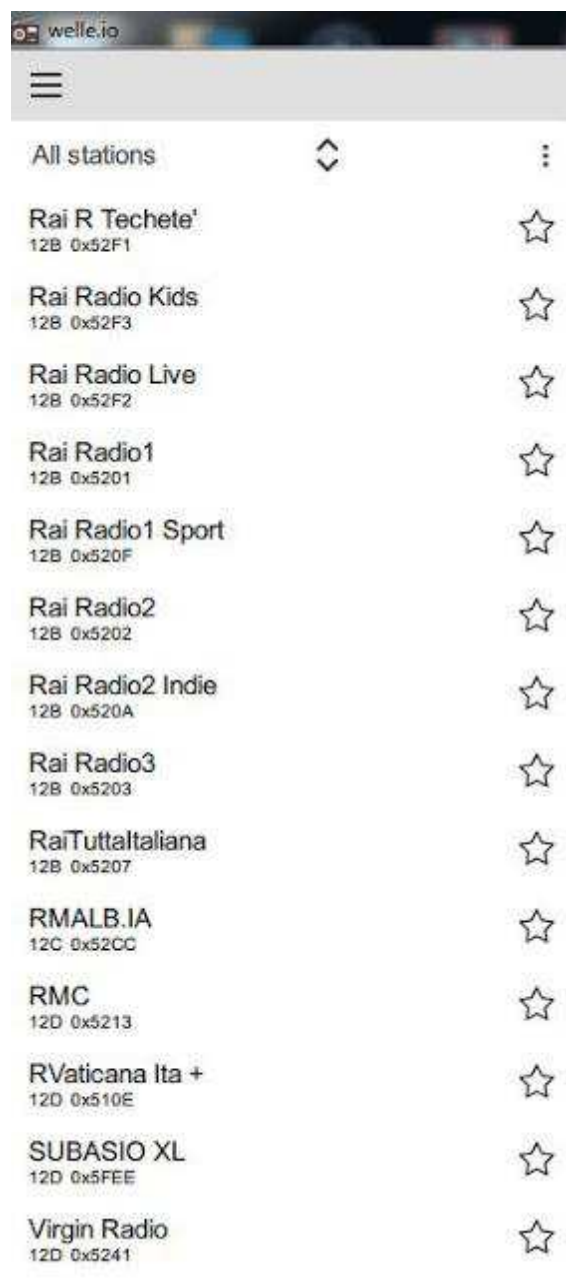 welle.io
All stations
Rai R Techete'
12B 0x52F1
Rai Radio Kids
12B 0x52F3
Rai Radio Live
12B 0x52F2
Rai Radio1
12B 0x5201
Rai Radio1 Sport
12B 0x520F
Rai Radio2
12B 0x5202
Rai Radio2 Indie
12B 0x520A
Rai Radio3
12B 0x5203
RaiTuttaItaliana
12B 0x5207
RMALB.IA
12C 0x52CC
RMC
12D 0x5213
RVaticana Ita +
12D 0x510E
SUBASIO XL
12D 0x5FEE
Virgin Radio
12D 0x5241